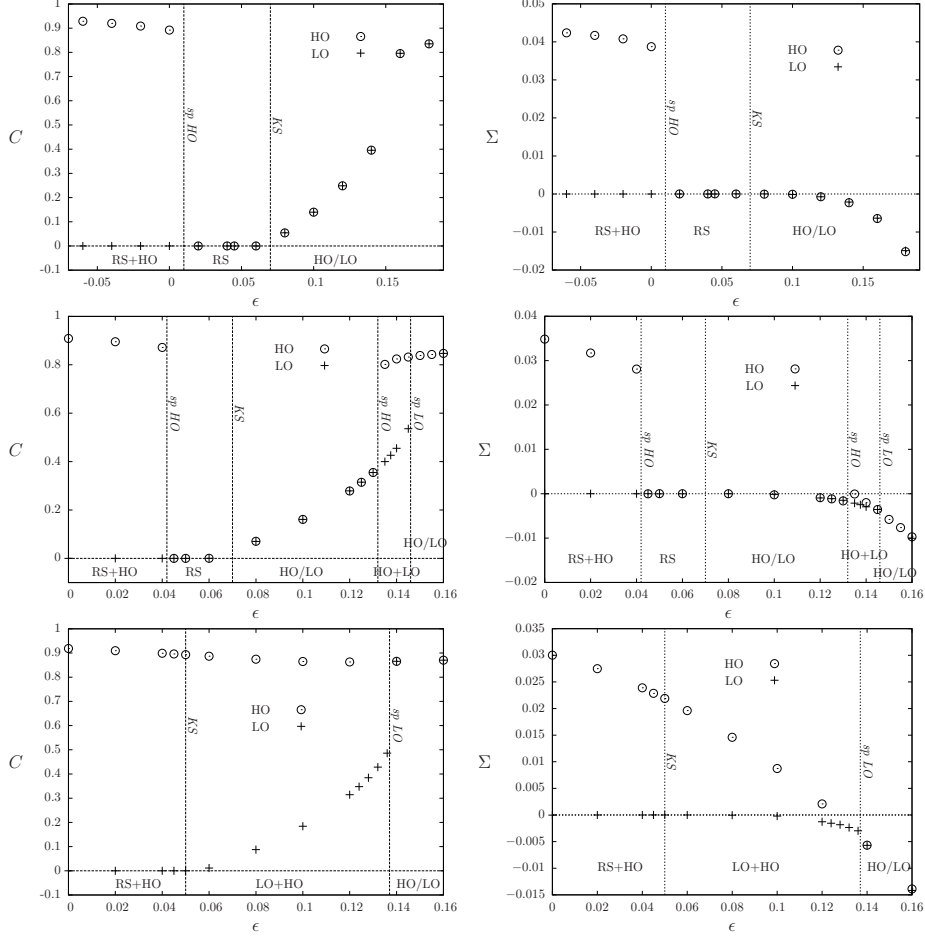 1
0.9
0.8
0.7
0.6
0.5
0.4
0.3
0.2
0.1
0
-0.1
C
HO
LO
sp HO
KS
RS+HO
RS
HO/LO
-0.05
0
0.05
0.1
0.15
ϵ
0.05
0.04
0.03
0.02
0.01
0
−0.01
−0.02
Σ
HO
LO
sp HO
KS
RS+HO
RS
HO/LO
−0.05
0
0.05
0.1
0.15
ϵ
1
0.8
0.6
0.4
0.2
0
C
HO
LO
sp HO
KS
sp HO
sp LO
HO/LO
RS+HO
RS
HO/LO
HO+LO
0
0.02
0.04
0.06
0.08
0.1
0.12
0.14
0.16
ϵ
0.04
0.03
0.02
0.01
0
−0.01
−0.02
Σ
HO
LO
sp HO
KS
sp HO
sp LO
RS+HO
RS
HO/LO
HO+LO
HO/LO
0
0.02
0.04
0.06
0.08
0.1
0.12
0.14
0.16
ϵ
1
0.9
0.8
0.7
0.6
0.5
0.4
0.3
0.2
0.1
0
-0.1
C
HO
LO
KS
sp LO
RS+HO
LO+HO
HO/LO
0
0.02
0.04
0.06
0.08
0.1
0.12
0.14
0.16
ϵ
0.035
0.03
0.025
0.02
0.015
0.01
0.005
0
−0.005
−0.01
−0.015
Σ
HO
LO
KS
sp LO
RS+HO
LO+HO
HO/LO
0
0.02
0.04
0.06
0.08
0.1
0.12
0.14
0.16
ϵ